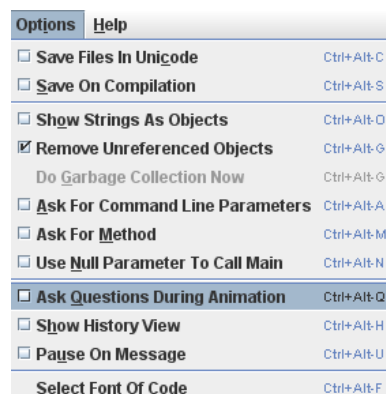 Options Help
Save Files In Unicode Ctrl+Alt-C
Save On Compilation Ctrl+Alt-S
Show Strings As Objects Ctrl+Alt-O
Remove Unreferenced Objects Ctrl+Alt-G
Do Garbage Collection Now Ctrl+Alt-G
Ask For Command Line Parameters Ctrl+Alt-A
Ask For Method Ctrl+Alt-M
Use Null Parameter To Call Main Ctrl+Alt-N
Ask Questions During Animation Ctrl+Alt-Q
Show History View Ctrl+Alt-H
Pause On Message Ctrl+Alt-U
Select Font Of Code Ctrl+Alt-F